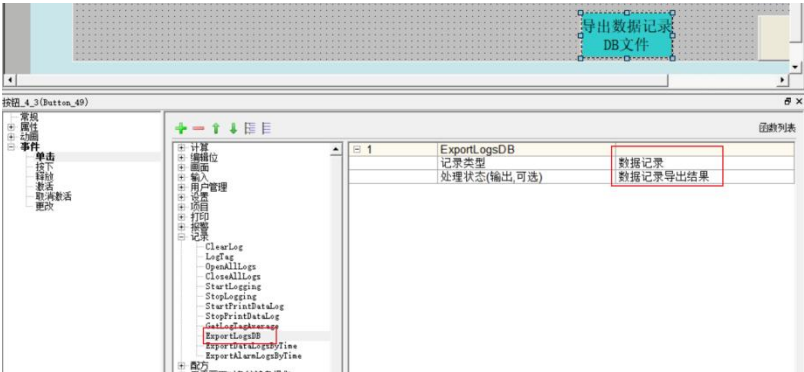 导出数据记录
DB文件
按钮_4_3(Button_49)
常规
属性
动画
事件
单击
按下
释放
激活
取消激活
更改
函数列表
计算
编辑位
画面
输入
用户管理
设置
项目
打印
报警
记录
ClearLog
LogTag
OpenAllLogs
CloseAllLogs
StartLogging
StopLogging
StartPrintDataLog
StopPrintDataLog
GetLogTagAverage
ExportLogsDB
ExportDataLogsByTime
ExportAlarmLogsByTime
配方
1 ExportLogsDB
记录类型 数据记录
处理状态(输出,可选) 数据记录导出结果